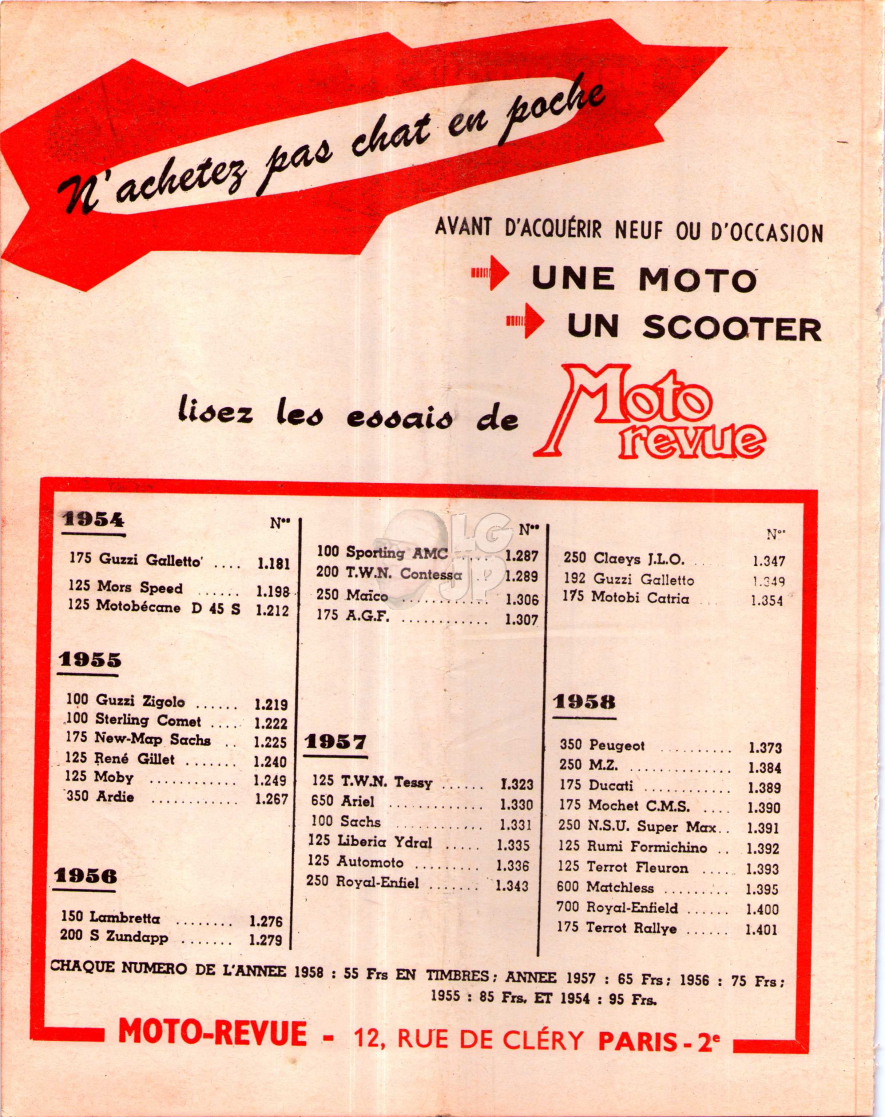 N'achetez pas chat en poche
AVANT D'ACQUÉRIR NEUF OU D'OCCASION
UNE MOTO
UN SCOOTER
lisez les essais de Moto revue
1954 Nos
175 Guzzi Galletto .... 1.181
125 Mors Speed ...... 1.198
125 Motobécane D 45 S 1.212
1955
100 Guzzi Zigolo ...... 1.219
100 Sterling Comet .... 1.222
175 New-Map Sachs .. 1.225
125 René Gillet ....... 1.240
125 Moby ............ 1.249
350 Ardie ............ 1.267
1956
150 Lambretta ........ 1.276
200 S Zundapp ....... 1.279
Nos
100 Sporting AMC ..... 1.287
200 T.W.N. Contessa .. 1.289
250 Maïco ............ 1.306
175 A.G.F. ............ 1.307
1957
125 T.W.N. Tessy ...... 1.323
650 Ariel ............ 1.330
100 Sachs ............ 1.331
125 Liberia Ydral ..... 1.335
125 Automoto ......... 1.336
250 Royal-Enfiel ....... 1.343
Nos
250 Claeys J.L.O. .. 1.347
192 Guzzi Galletto 1.349
175 Motobi Catria ... 1.354
1958
350 Peugeot .......... 1.373
250 M.Z. ............. 1.384
175 Ducati ........... 1.389
175 Mochet C.M.S. .... 1.390
250 N.S.U. Super Max.. 1.391
125 Rumi Formichino .. 1.392
125 Terrot Fleuron ..... 1.393
600 Matchless ......... 1.395
700 Royal-Enfield ...... 1.400
175 Terrot Rallye ...... 1.401
CHAQUE NUMERO DE L'ANNEE 1958 : 55 Frs EN TIMBRES ; ANNEE 1957 : 65 Frs ; 1956 : 75 Frs ;
1955 : 85 Frs. ET 1954 : 95 Frs.
MOTO-REVUE - 12, RUE DE CLÉRY PARIS - 2e
LG
JP